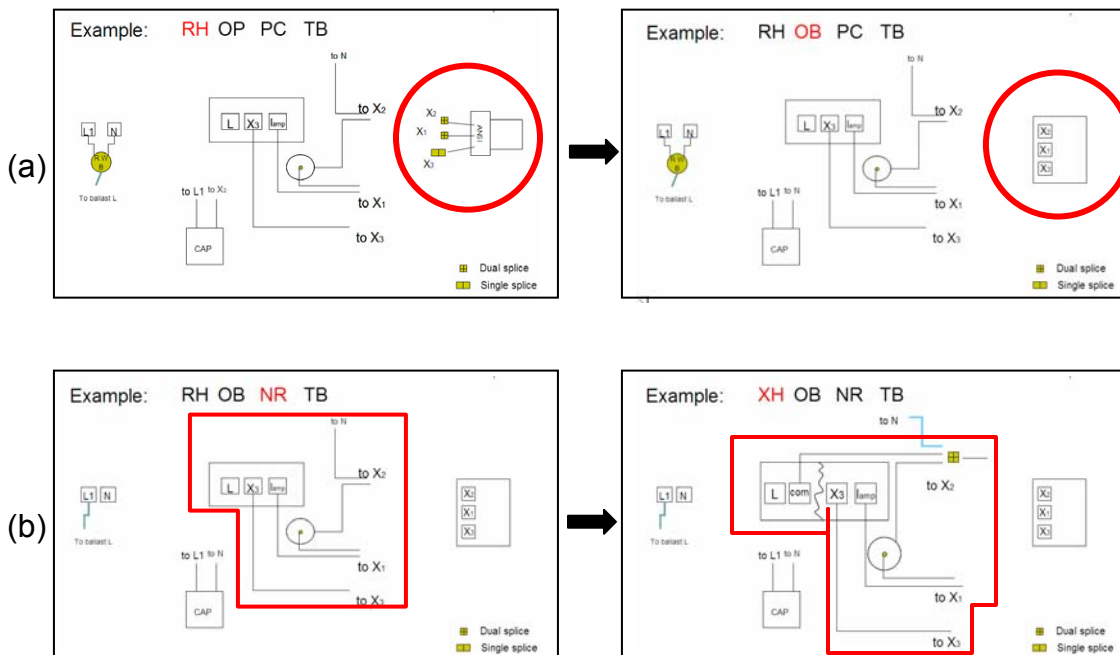 (a)
Example: RH OP PC TB
to N
to X2
L X3 lamp
L1 N
R W
B
To ballast L
to L1 to X2
CAP
to X1
to X3
X2
X1
X3
ANSI
Dual splice
Single splice
Example: RH OB PC TB
to N
to X2
L X3 lamp
L1 N
R W
B
To ballast L
to L1 to N
CAP
to X1
to X3
X2
X1
X3
Dual splice
Single splice
(b)
Example: RH OB NR TB
to N
to X2
L X3 lamp
L1 N
To ballast L
to L1 to N
CAP
to X1
to X3
X2
X1
X3
Dual splice
Single splice
Example: XH OB NR TB
to N
to X2
L com X3 lamp
L1 N
To ballast L
to L1 to N
CAP
to X1
to X3
X2
X1
X3
Dual splice
Single splice